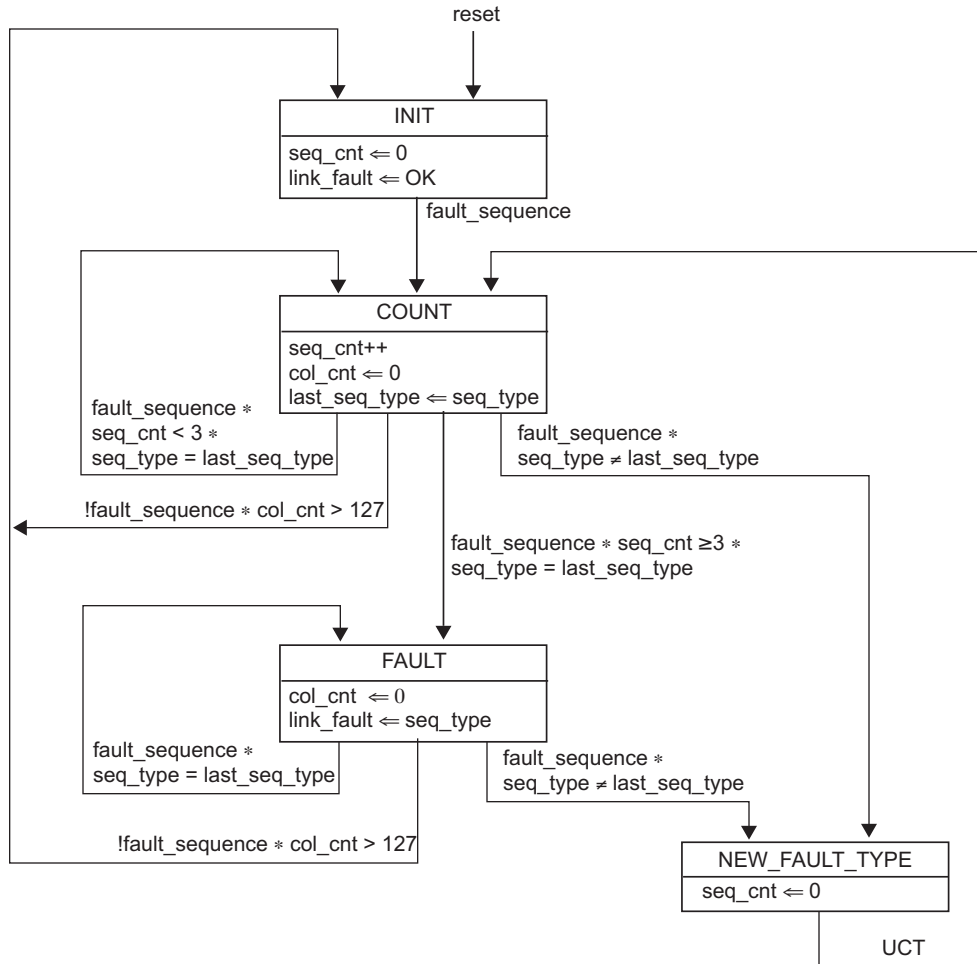 reset
INIT
seq_cnt ⇐ 0
link_fault ⇐ OK
fault_sequence
COUNT
seq_cnt++
col_cnt ⇐ 0
last_seq_type ⇐ seq_type
fault_sequence *
seq_cnt < 3 *
seq_type = last_seq_type
fault_sequence *
seq_type ≠ last_seq_type
!fault_sequence * col_cnt > 127
fault_sequence * seq_cnt ≥3 *
seq_type = last_seq_type
FAULT
col_cnt ⇐ 0
link_fault ⇐ seq_type
fault_sequence *
seq_type = last_seq_type
fault_sequence *
seq_type ≠ last_seq_type
!fault_sequence * col_cnt > 127
NEW_FAULT_TYPE
seq_cnt ⇐ 0
UCT